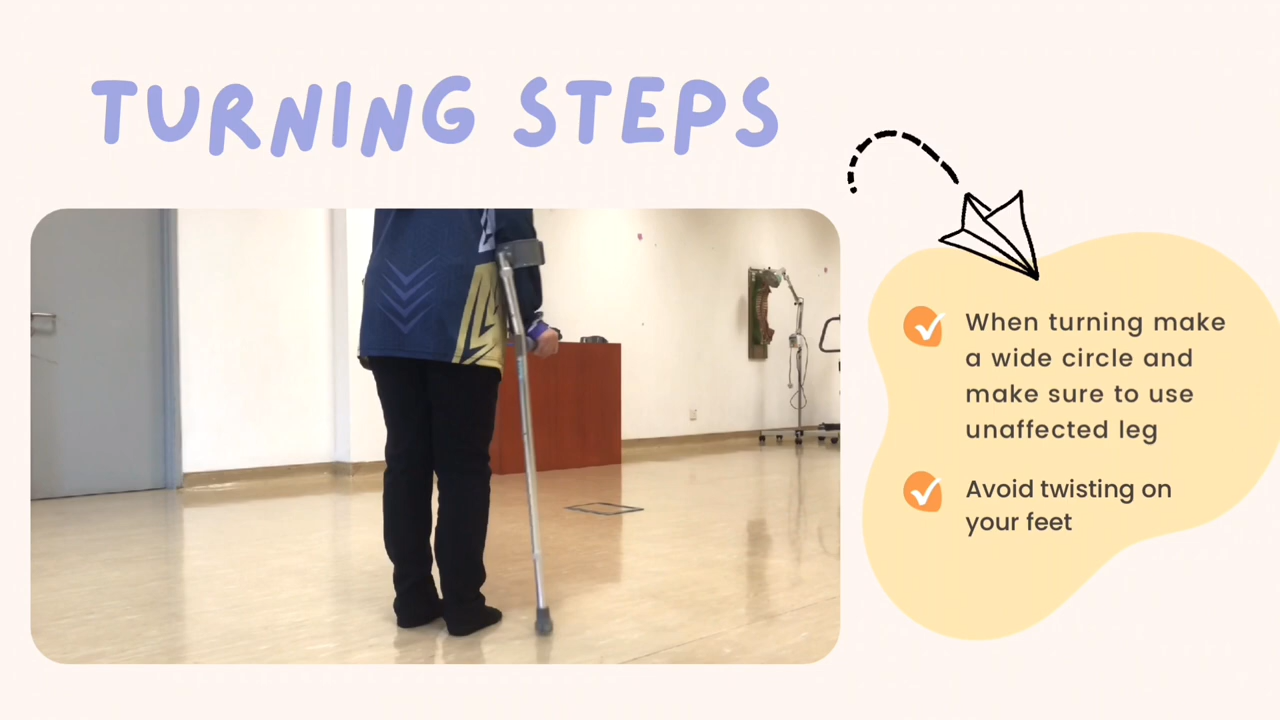 TURNING STEPS
When turning make
a wide circle and
make sure to use
unaffected leg
Avoid twisting on
your feet